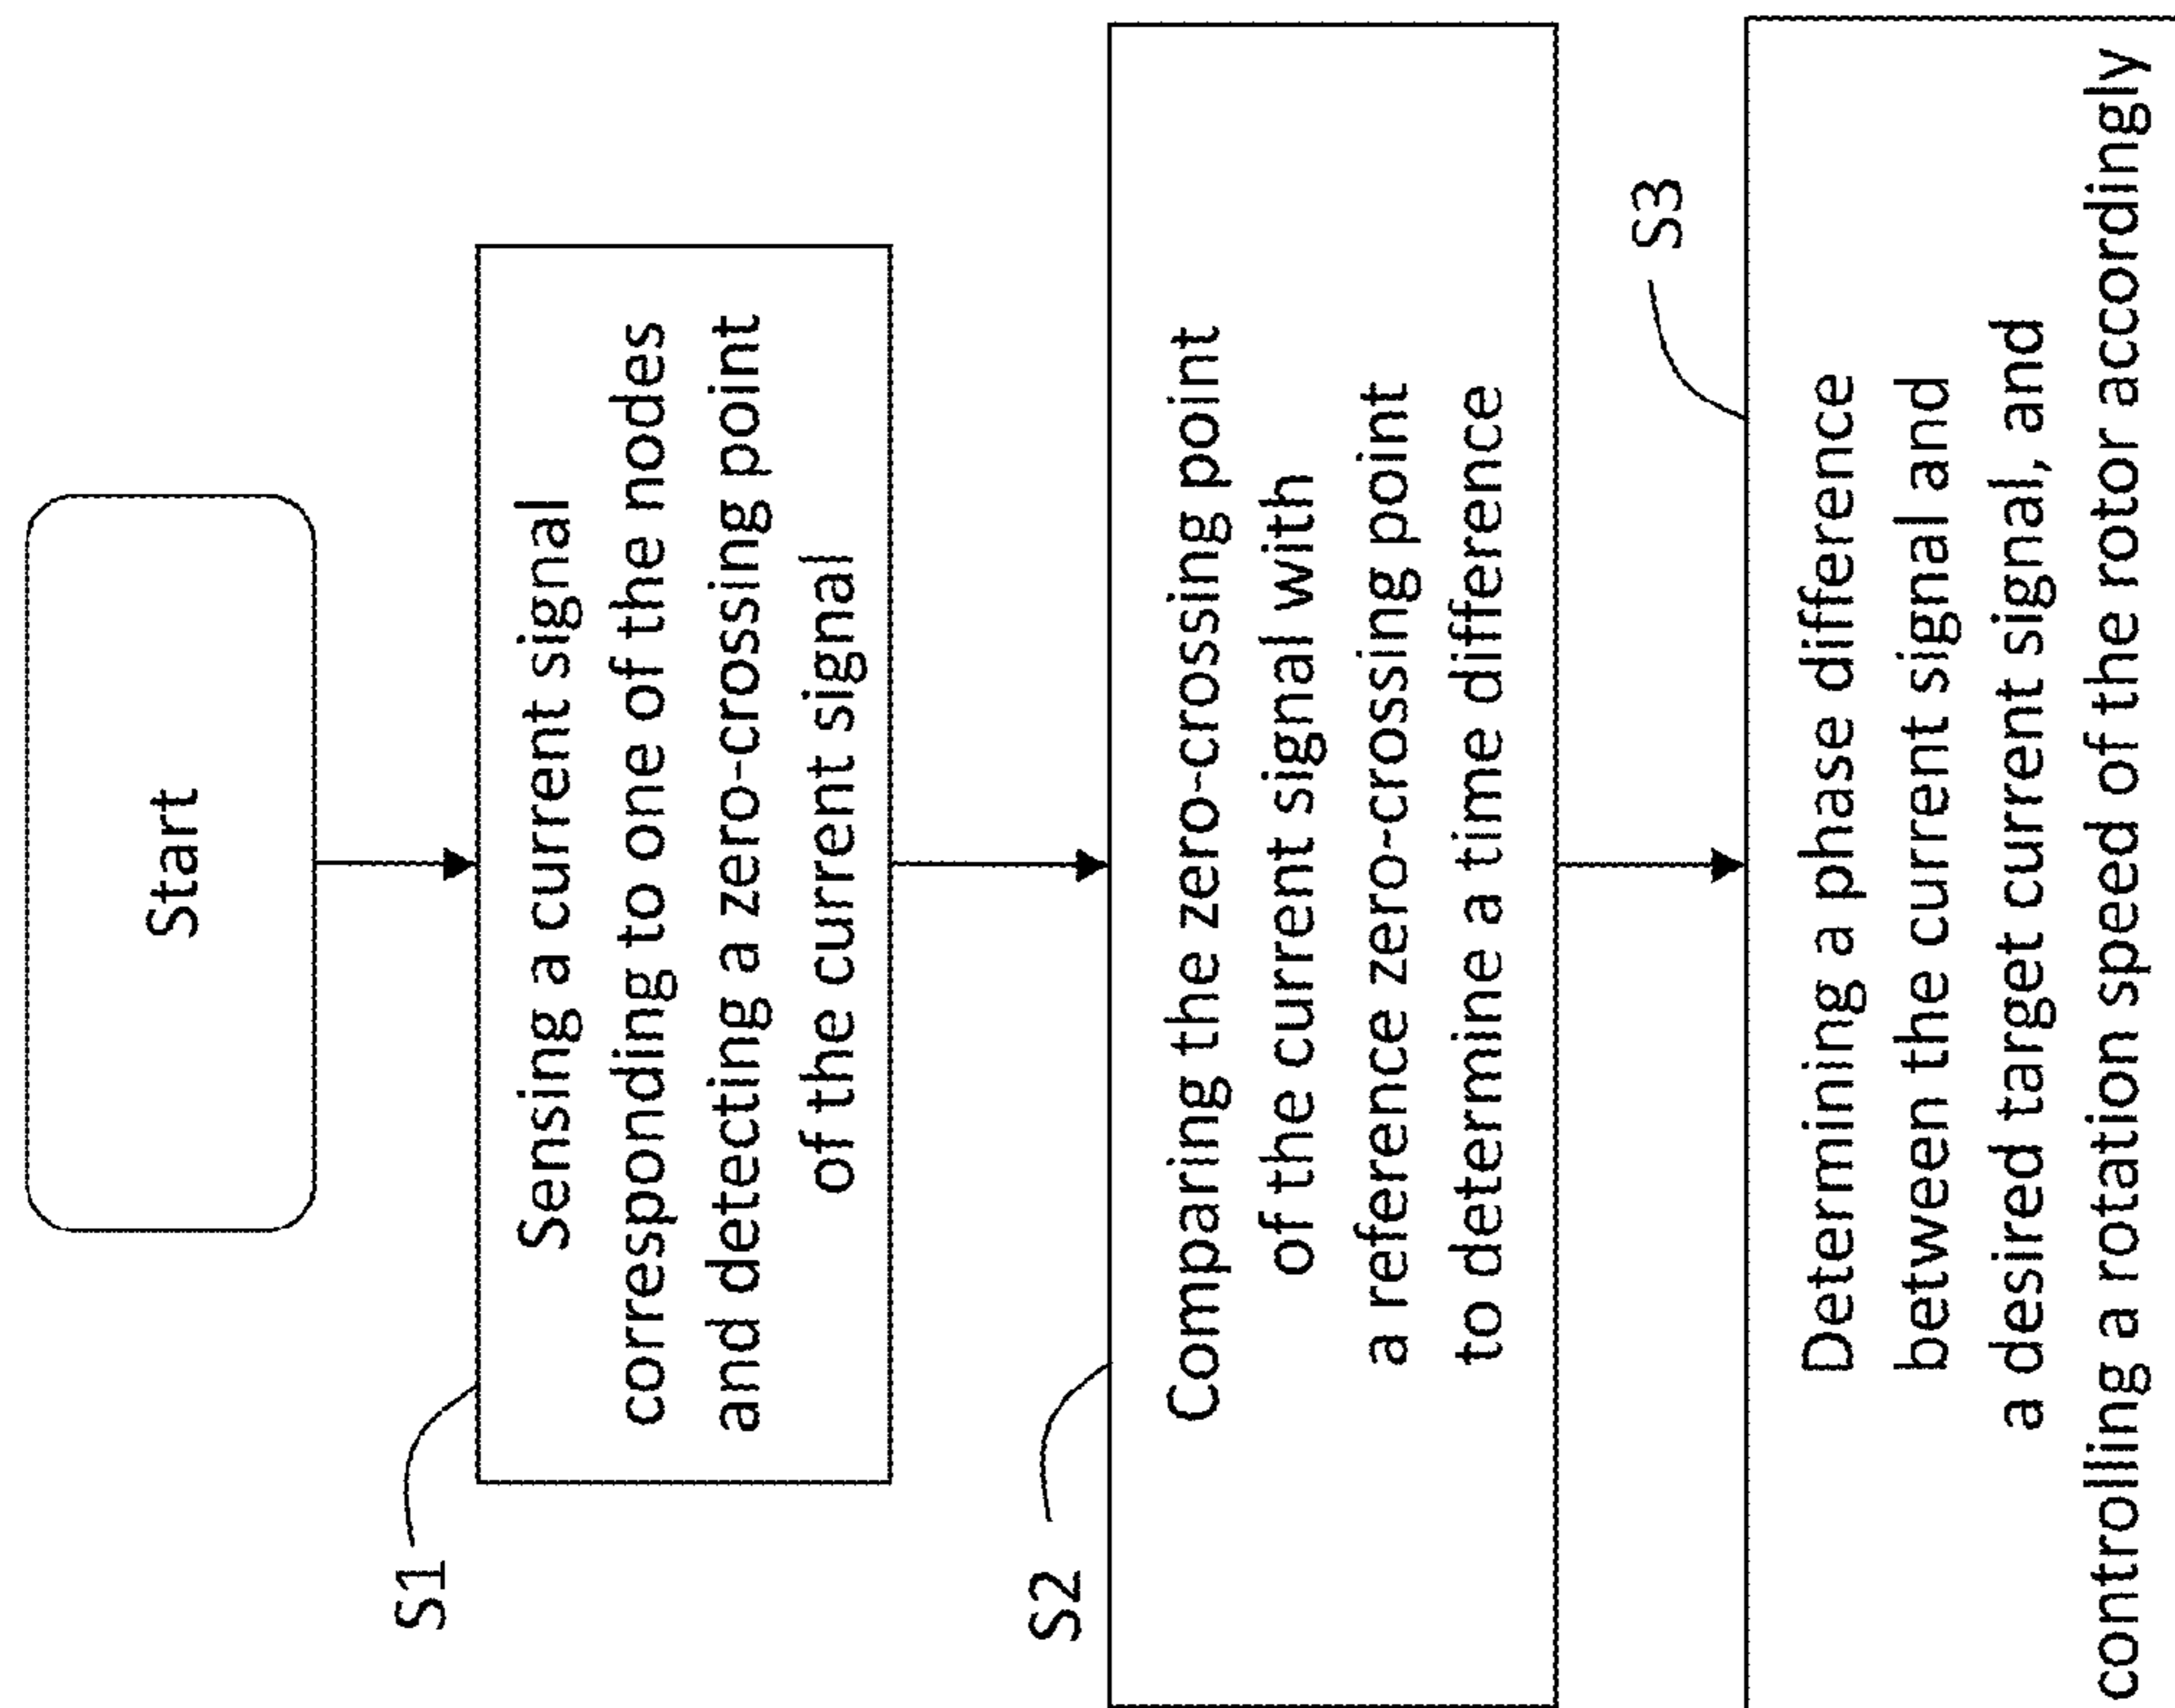 Start
S1
Sensing a current signal
corresponding to one of the nodes
and detecting a zero-crossing point
of the current signal
S2
Comparing the zero-crossing point
of the current signal with
a reference zero-crossing point
to determine a time difference
S3
Determining a phase difference
between the current signal and
a desired target current signal, and
controlling a rotation speed of the rotor accordingly